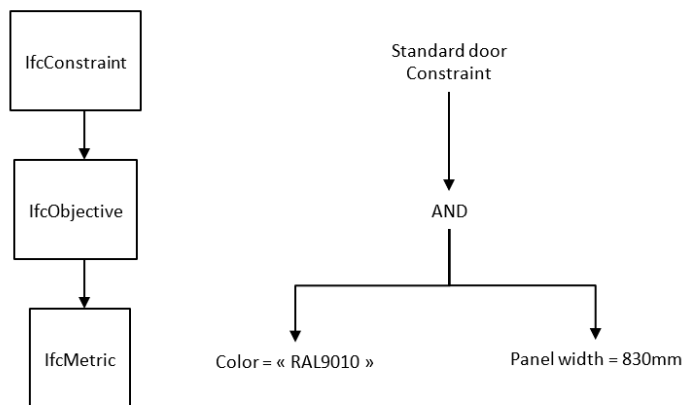 IfcConstraint
Standard door
Constraint
IfcObjective
AND
IfcMetric
Color = « RAL9010 »
Panel width = 830mm